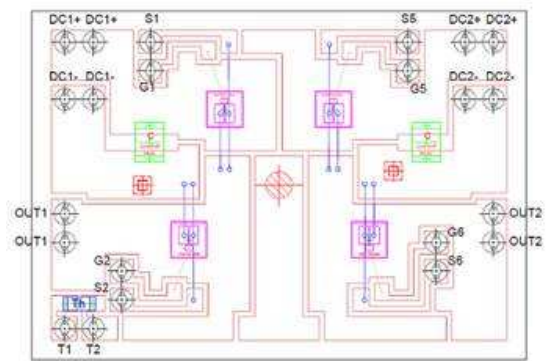 DC1+ DC1+ S1 S5 DC2+ DC2+
DC1- DC1- G1 G5 DC2- DC2-
OUT1 OUT2
OUT1 G2 G6 OUT2
S2 S6
Th
T1 T2